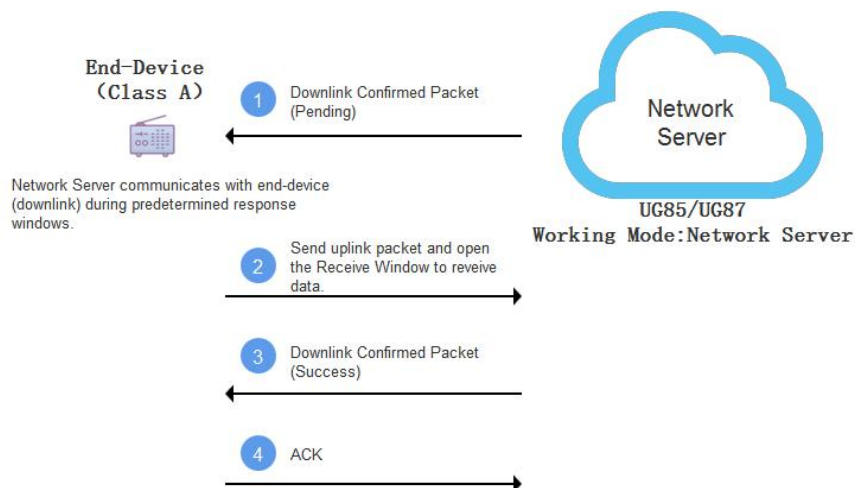 End-Device
(Class A)
1
Downlink Confirmed Packet
(Pending)
Network
Server
Network Server communicates with end-device
(downlink) during predetermined response
windows.
UG85/UG87
Working Mode:Network Server
2
Send uplink packet and open
the Receive Window to reveive
data.
3
Downlink Confirmed Packet
(Success)
4
ACK